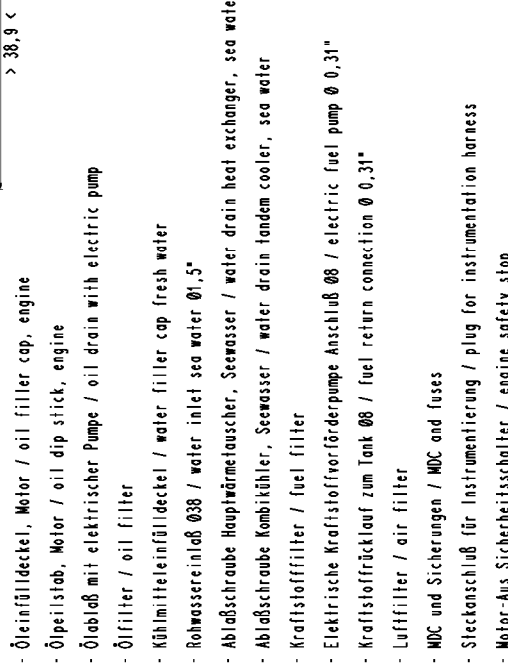 > 38,9 <
- Öleinfülldeckel, Motor / oil filler cap, engine
- Ölpeilstab, Motor / oil dip stick, engine
- Ölablaß mit elektrischer Pumpe / oil drain with electric pump
- Ölfilter / oil filter
- Kühlmitteleinfülldeckel / water filler cap fresh water
- Rohwassereinlaß Ø38 / water inlet sea water Ø1,5"
- Ablaßschraube Hauptwärmetauscher, Seewasser / water drain heat exchanger, sea water
- Ablaßschraube Kombikühler, Seewasser / water drain tandem cooler, sea water
- Kraftstofffilter / fuel filter
- Elektrische Kraftstoffvorförderpumpe Anschluß Ø8 / electric fuel pump Ø 0,31"
- Kraftstoffrücklauf zum Tank Ø8 / fuel return connection Ø 0,31"
- Luftfilter / air filter
- MDC und Sicherungen / MDC and fuses
- Steckanschluß für Instrumentierung / plug for instrumentation harness
- Motor-Aus Sicherheitsschalter / engine safety stop